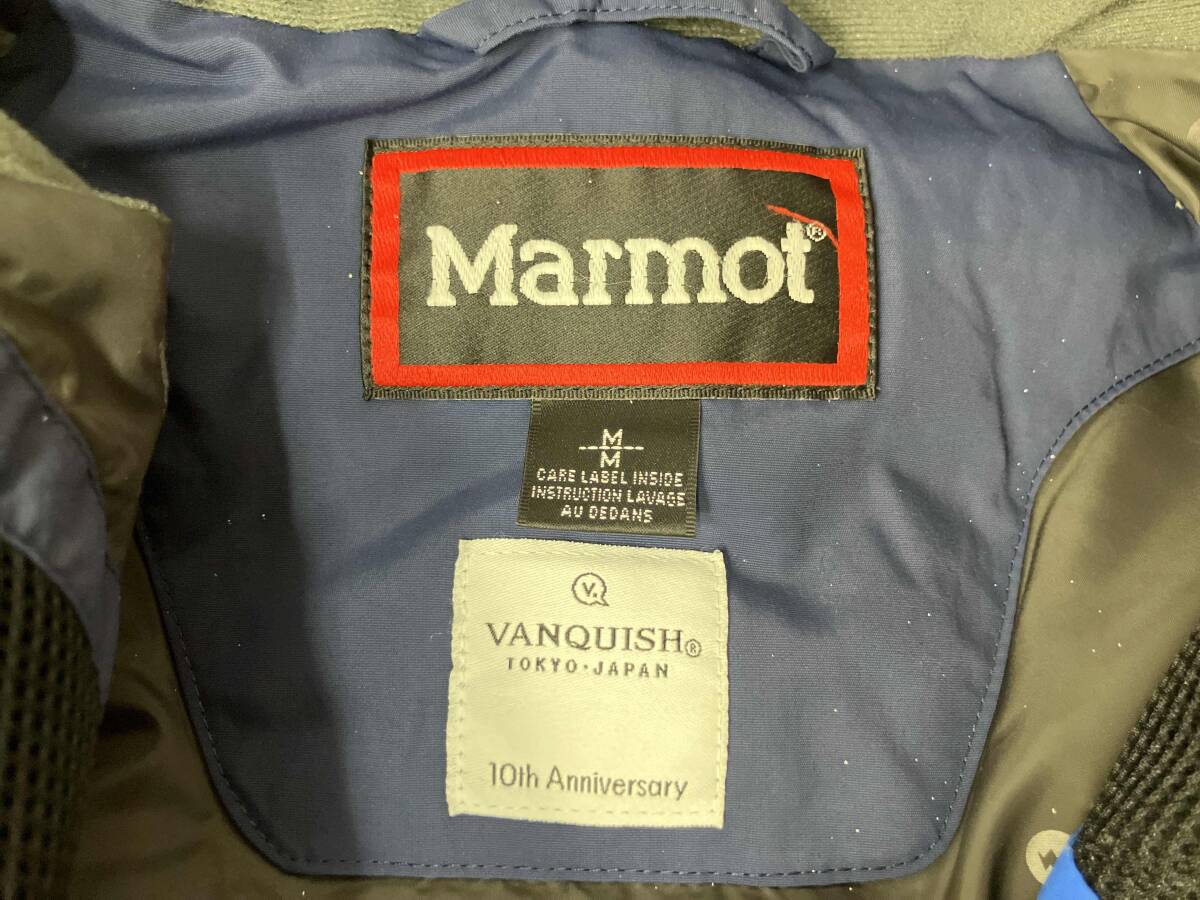 Marmot®
M
M
CARE LABEL INSIDE
INSTRUCTION LAVAGE
AU DEDANS
V.
VANQUISH®
TOKYO·JAPAN
10th Anniversary